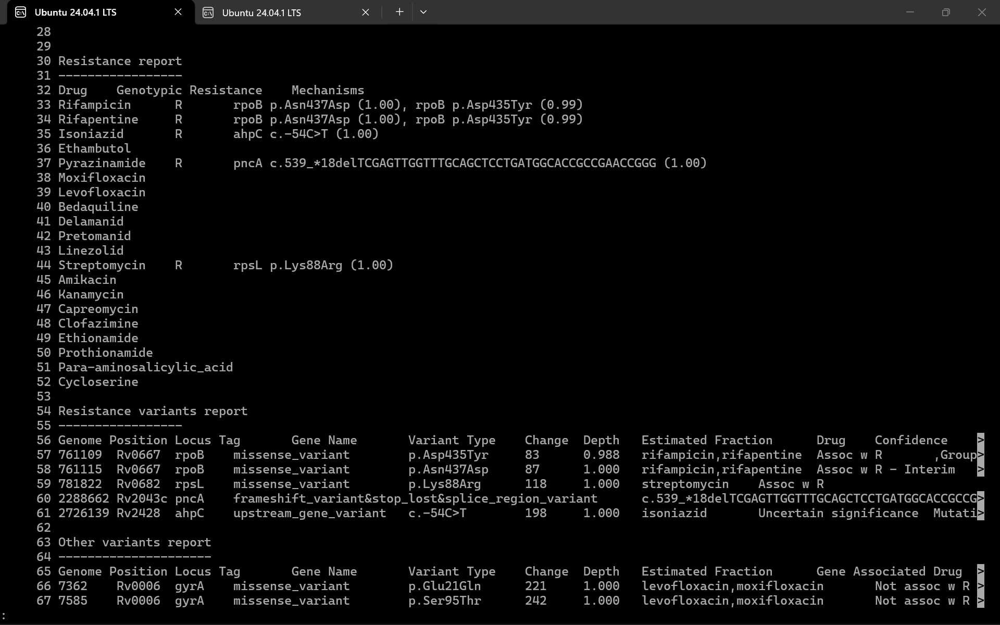 Ubuntu 24.04.1 LTS
Ubuntu 24.04.1 LTS
28
29
30 Resistance report
31 -----------------
32 Drug    Genotypic Resistance    Mechanisms
33 Rifampicin      R       rpoB p.Asn437Asp (1.00), rpoB p.Asp435Tyr (0.99)
34 Rifapentine     R       rpoB p.Asn437Asp (1.00), rpoB p.Asp435Tyr (0.99)
35 Isoniazid       R       ahpC c.-54C>T (1.00)
36 Ethambutol
37 Pyrazinamide    R       pncA c.539_*18delTCGAGTTGGTTTGCAGCTCCTGATGGCACCGCCGAACCGGG (1.00)
38 Moxifloxacin
39 Levofloxacin
40 Bedaquiline
41 Delamanid
42 Pretomanid
43 Linezolid
44 Streptomycin    R       rpsL p.Lys88Arg (1.00)
45 Amikacin
46 Kanamycin
47 Capreomycin
48 Clofazimine
49 Ethionamide
50 Prothionamide
51 Para-aminosalicylic_acid
52 Cycloserine
53
54 Resistance variants report
55 -----------------
56 Genome Position Locus Tag       Gene Name       Variant Type    Change  Depth   Estimated Fraction      Drug    Confidence    >
57 761109  Rv0667  rpoB    missense_variant        p.Asp435Tyr     83      0.988   rifampicin,rifapentine  Assoc w R       ,Group>
58 761115  Rv0667  rpoB    missense_variant        p.Asn437Asp     87      1.000   rifampicin,rifapentine  Assoc w R - Interim   >
59 781822  Rv0682  rpsL    missense_variant        p.Lys88Arg      118     1.000   streptomycin    Assoc w R
60 2288662 Rv2043c pncA    frameshift_variant&stop_lost&splice_region_variant      c.539_*18delTCGAGTTGGTTTGCAGCTCCTGATGGCACCGCCG>
61 2726139 Rv2428  ahpC    upstream_gene_variant   c.-54C>T        198     1.000   isoniazid       Uncertain significance  Mutati>
62
63 Other variants report
64 ---------------------
65 Genome Position Locus Tag       Gene Name       Variant Type    Change  Depth   Estimated Fraction      Gene Associated Drug  >
66 7362    Rv0006  gyrA    missense_variant        p.Glu21Gln      221     1.000   levofloxacin,moxifloxacin       Not assoc w R >
67 7585    Rv0006  gyrA    missense_variant        p.Ser95Thr      242     1.000   levofloxacin,moxifloxacin       Not assoc w R >
: